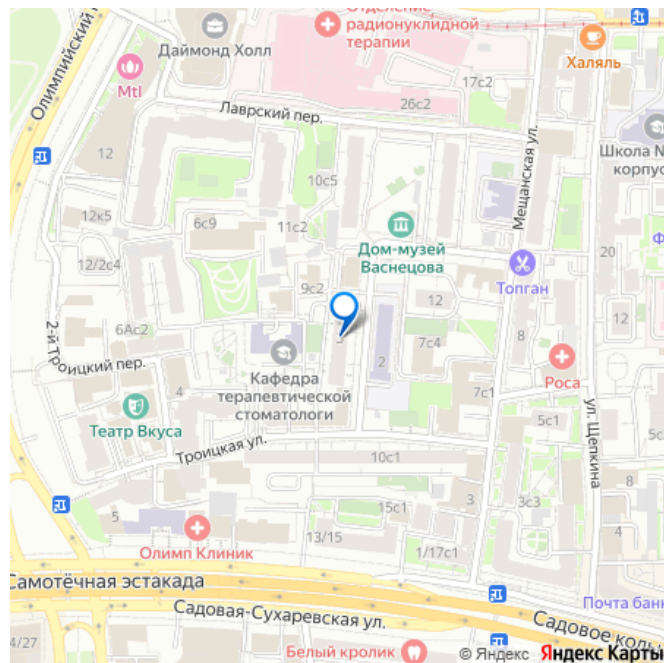 Отделение
радионуклидной
терапии
Олимпийский
Даймонд Холл
Халяль
17с2
Mtl
26с2
Лаврский пер.
Школа №
корпус
Мещанская ул.
12
10с5
12к5
6с9
11с2
Дом-музей
Васнецова
20
Ф
12/2с4
Топган
9с2
12
12
2-й Троицкий пер.
6Ас2
7с4
8
2
Кафедра
терапевтической
стоматологи
4
7с1
Роса
Театр Вкуса
5с1
ул. Щепкина
5с
Троицкая ул.
10с1
8
5
15с1
3
3с3
4
Олимп Клиник
13/15
1/17с1
Самотёчная эстакада
Почта банк
Садовая-Сухаревская ул.
Садовое коль
4/27
Белый кролик
© Яндекс Яндекс Карты